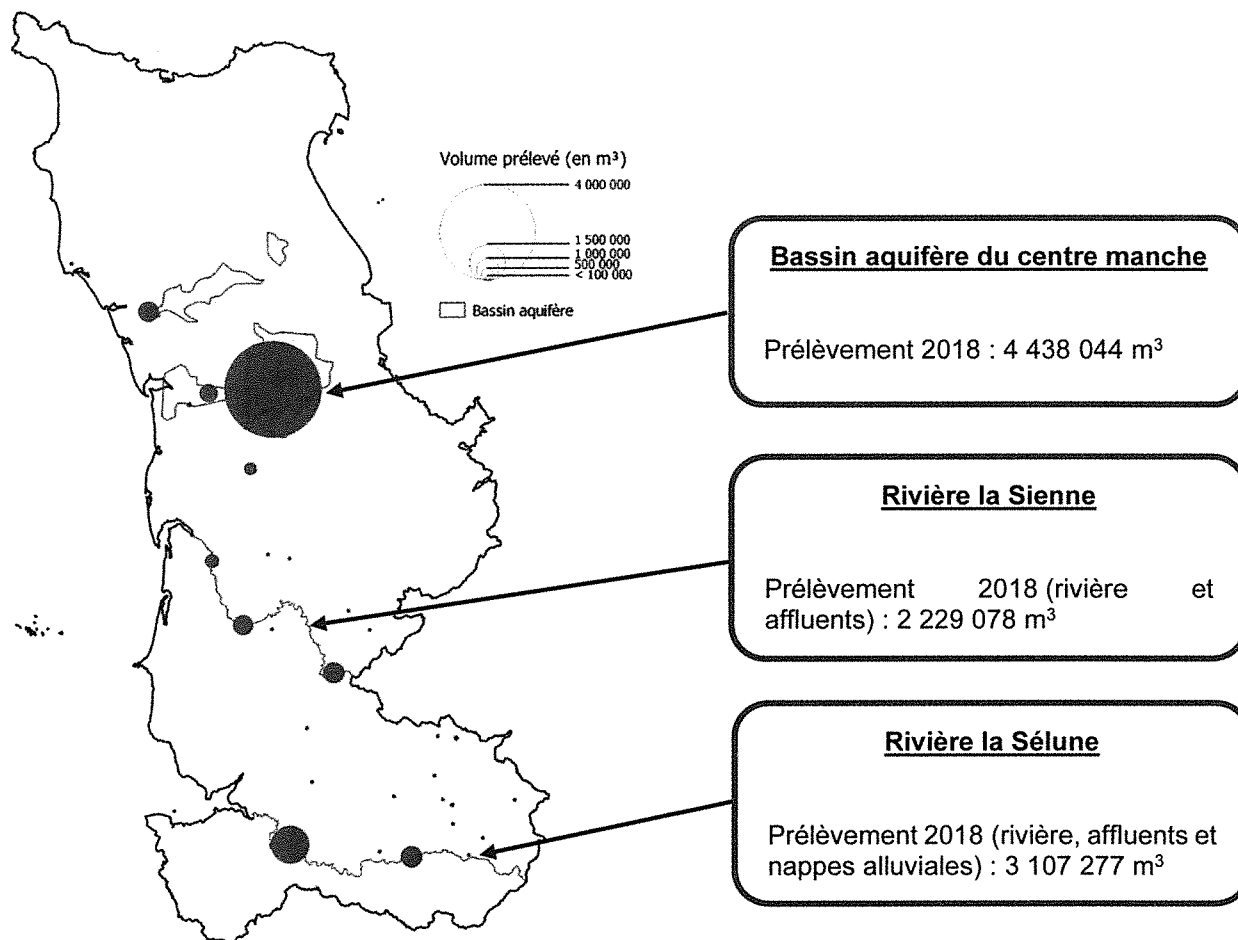 Volume prélevé (en m³)
4 000 000
1 500 000
1 000 000
500 000
< 100 000
Bassin aquifère
Bassin aquifère du centre manche
Prélèvement 2018 : 4 438 044 m³
Rivière la Sienne
Prélèvement 2018 (rivière et
affluents) : 2 229 078 m³
Rivière la Sélune
Prélèvement 2018 (rivière, affluents et
nappes alluviales) : 3 107 277 m³